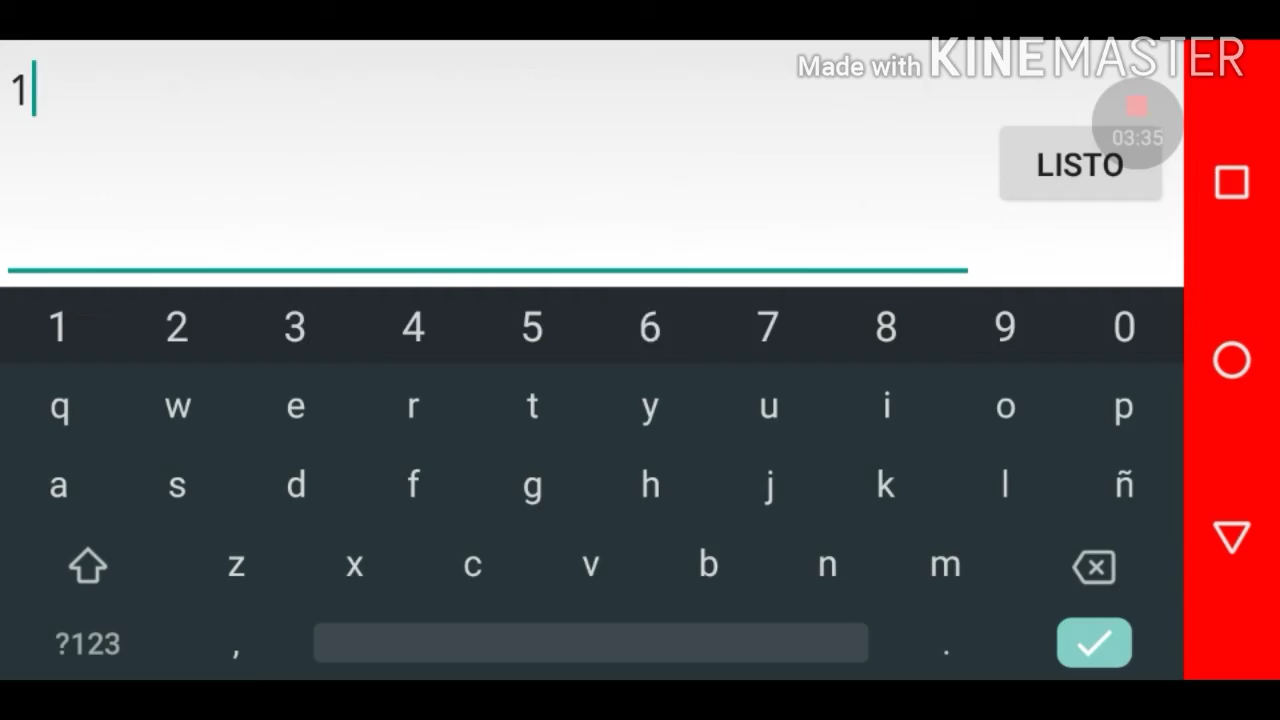 Made with KINEMASTER
1
03:35
LISTO
1 2 3 4 5 6 7 8 9 0
q w e r t y u i o p
a s d f g h j k l ñ
z x c v b n m
?123 , .